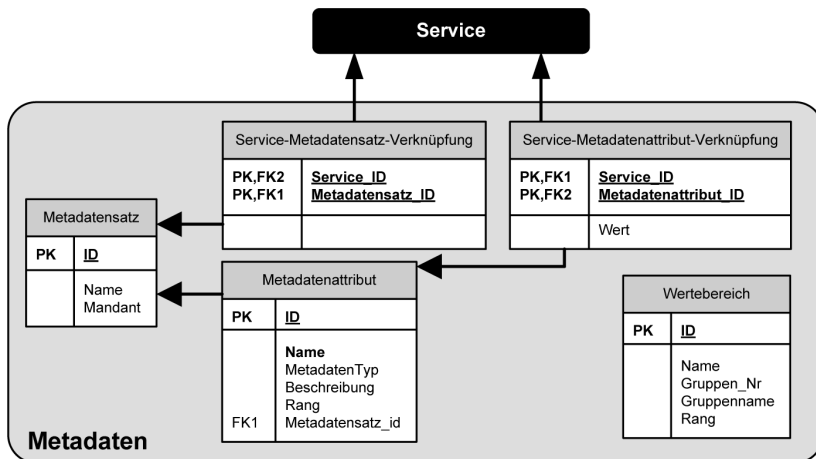 Service
Service-Metadatensatz-Verknüpfung
PK,FK2 Service_ID
PK,FK1 Metadatensatz_ID
Service-Metadatenattribut-Verknüpfung
PK,FK1 Service_ID
PK,FK2 Metadatenattribut_ID
Wert
Metadatensatz
PK ID
Name
Mandant
Metadatenattribut
PK ID
Name
MetadatenTyp
Beschreibung
Rang
FK1 Metadatensatz_id
Wertebereich
PK ID
Name
Gruppen_Nr
Gruppenname
Rang
Metadaten